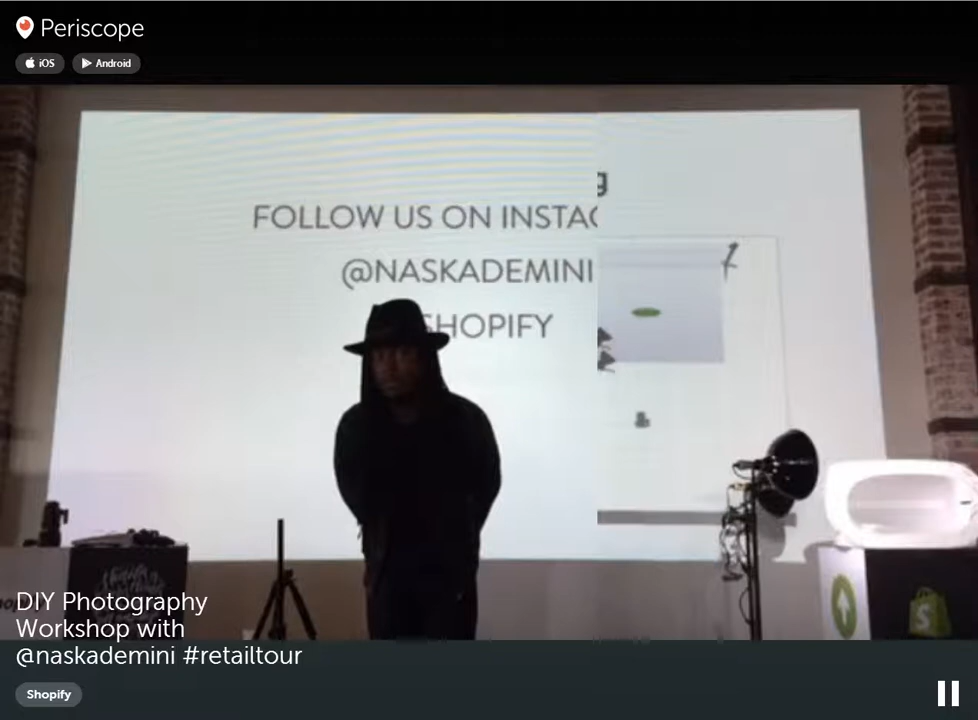 Periscope
iOS
Android
g
FOLLOW US ON INSTAG
@NASKADEMINI
SHOPIFY
DIY Photography
Workshop with
@naskademini #retailtour
Shopify